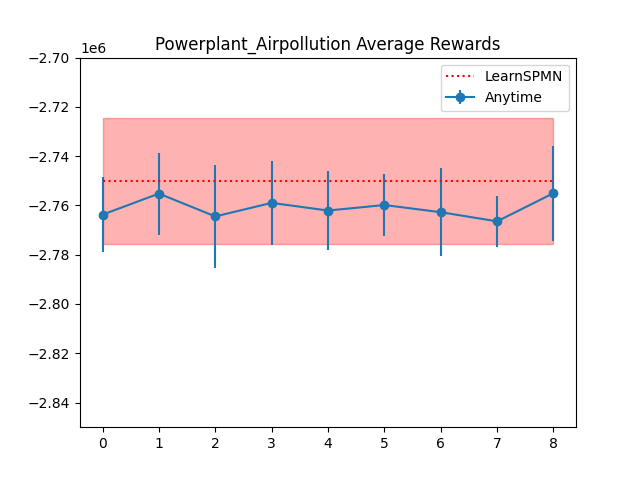 Powerplant_Airpollution Average Rewards
1e6
LearnSPMN
Anytime
−2.70
−2.72
−2.74
−2.76
−2.78
−2.80
−2.82
−2.84
0 1 2 3 4 5 6 7 8